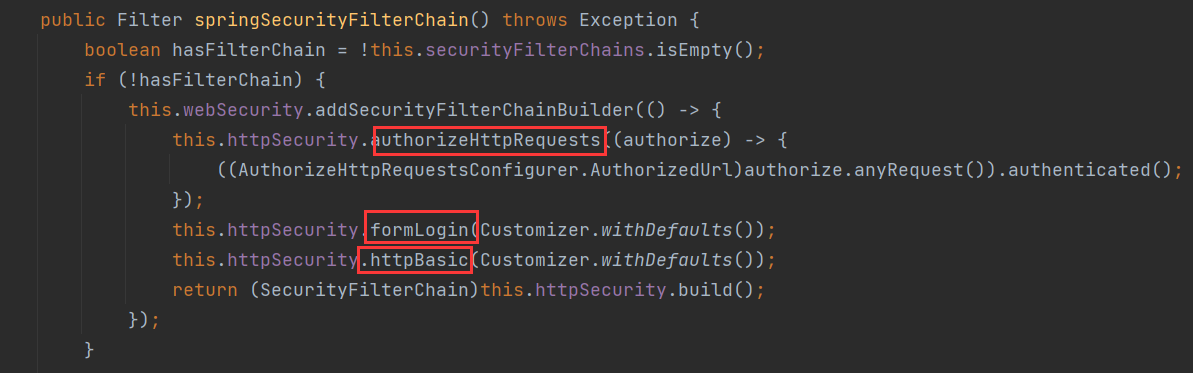 public Filter springSecurityFilterChain() throws Exception {
boolean hasFilterChain = !this.securityFilterChains.isEmpty();
if (!hasFilterChain) {
this.webSecurity.addSecurityFilterChainBuilder(() -> {
this.httpSecurity.authorizeHttpRequests((authorize) -> {
((AuthorizeHttpRequestsConfigurer.AuthorizedUrl)authorize.anyRequest()).authenticated();
});
this.httpSecurity.formLogin(Customizer.withDefaults());
this.httpSecurity.httpBasic(Customizer.withDefaults());
return (SecurityFilterChain)this.httpSecurity.build();
});
}